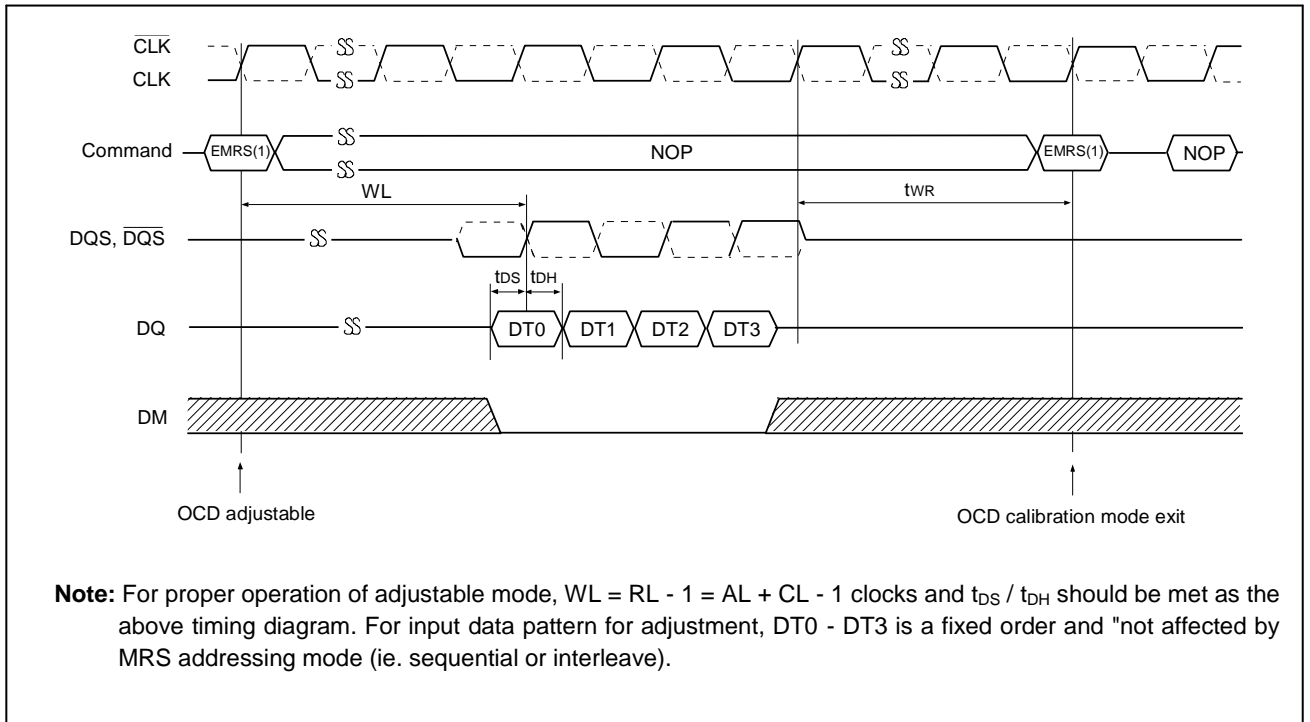 CLK
CLK
Command
EMRS(1)
NOP
EMRS(1)
NOP
WL
tWR
DQS, DQS
tDS
tDH
DQ
DT0
DT1
DT2
DT3
DM
OCD adjustable
OCD calibration mode exit
Note: For proper operation of adjustable mode, WL = RL - 1 = AL + CL - 1 clocks and tDS / tDH should be met as the
above timing diagram. For input data pattern for adjustment, DT0 - DT3 is a fixed order and "not affected by
MRS addressing mode (ie. sequential or interleave).